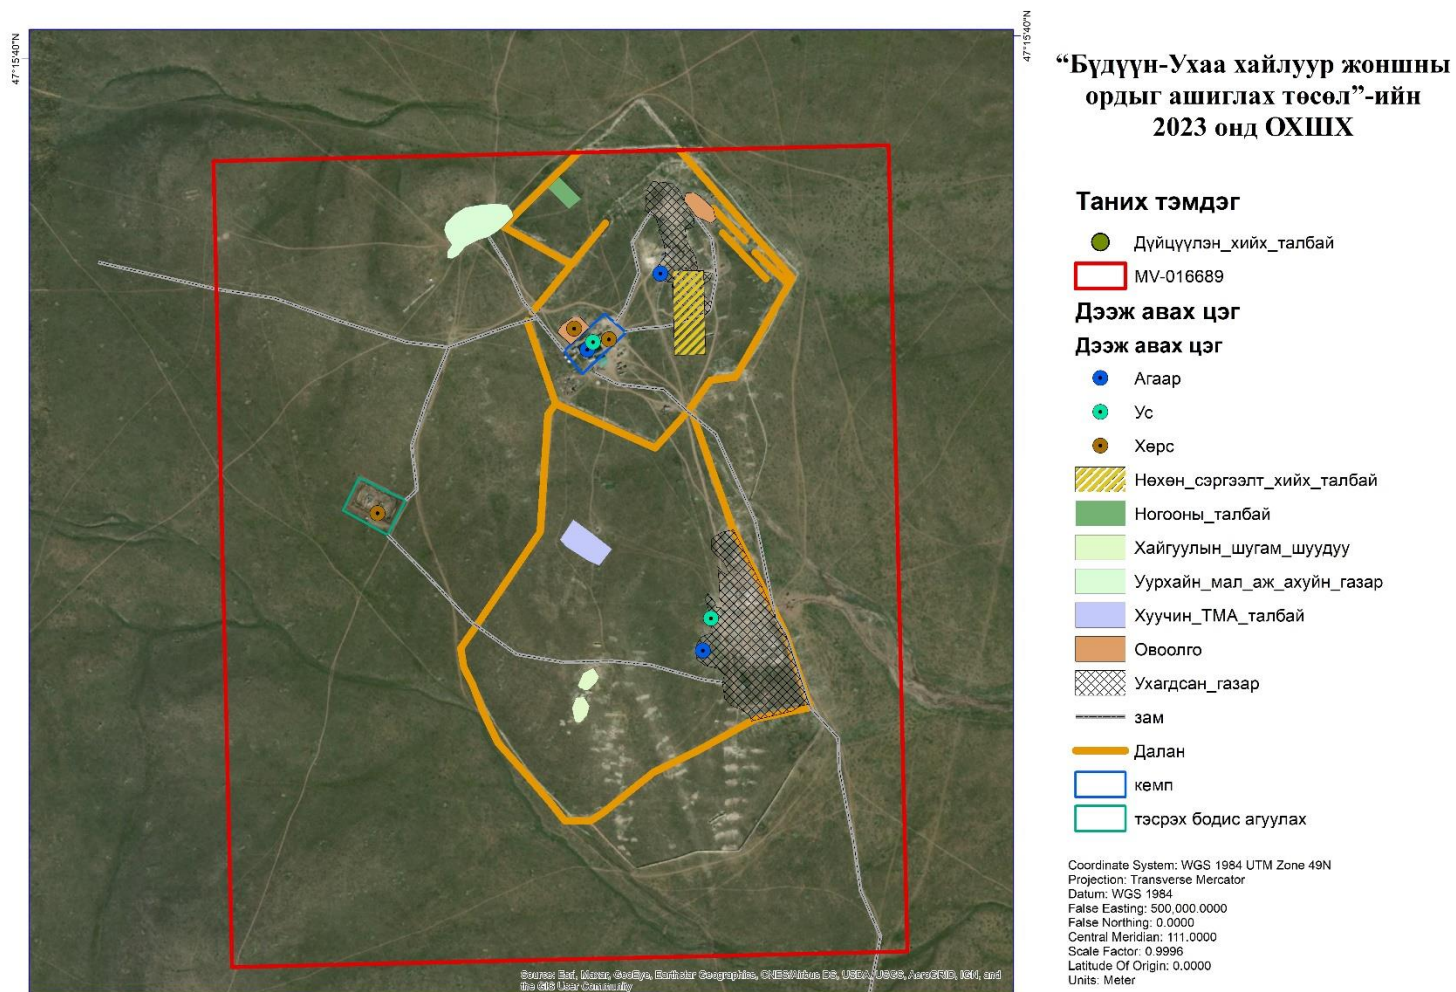 47°15'40"N
47°15'40"N
“Бүдүүн-Ухаа хайлуур жоншны
ордыг ашиглах төсөл”-ийн
2023 онд ОХШХ
Таних тэмдэг
Дүйцүүлэн_хийх_талбай
MV-016689
Дээж авах цэг
Дээж авах цэг
Агаар
Ус
Хөрс
Нөхөн_сэргээлт_хийх_талбай
Ногооны_талбай
Хайгуулын_шугам_шуудуу
Уурхайн_мал_аж_ахуйн_газар
Хуучин_ТМА_талбай
Овоолго
Ухагдсан_газар
зам
Далан
кемп
тэсрэх бодис агуулах
Coordinate System: WGS 1984 UTM Zone 49N
Projection: Transverse Mercator
Datum: WGS 1984
False Easting: 500,000.0000
False Northing: 0.0000
Central Meridian: 111.0000
Scale Factor: 0.9996
Latitude Of Origin: 0.0000
Units: Meter
Source: Esri, Maxar, GeoEye, Earthstar Geographics, CNES/Airbus DS, USDA, USGS, AeroGRID, IGN, and
the GIS User Community